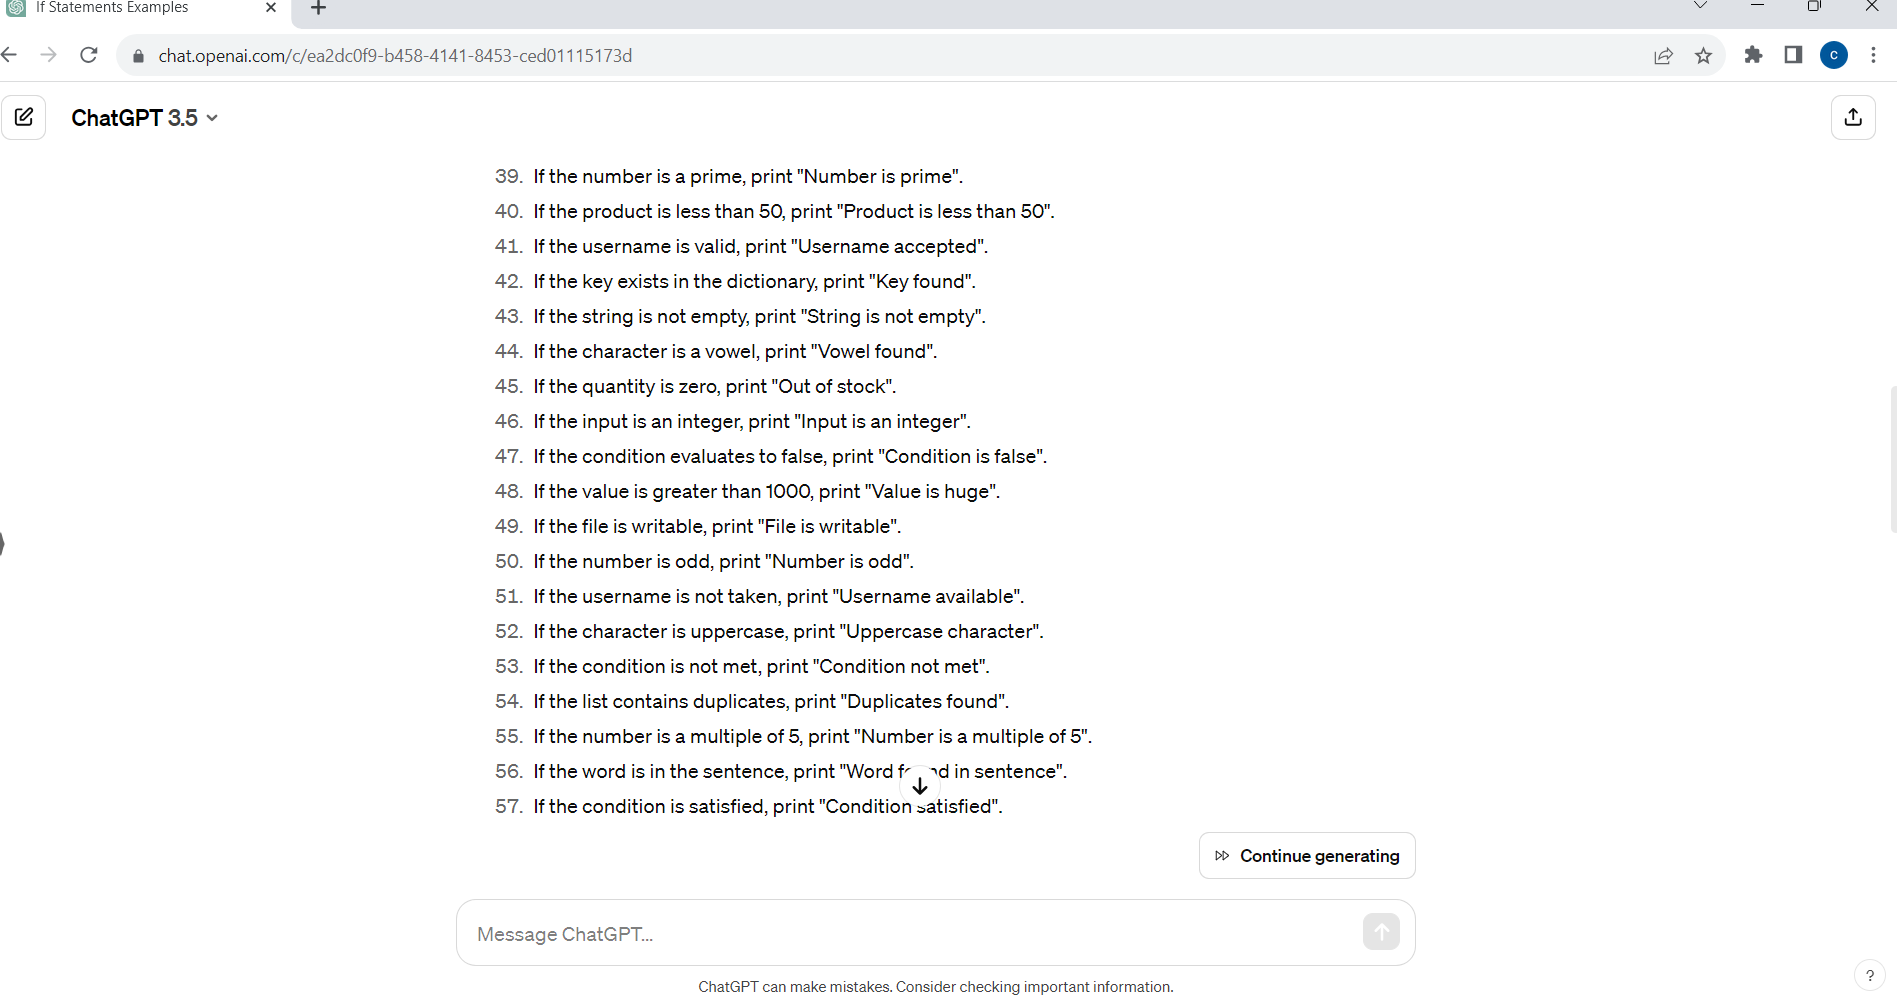 If Statements Examples
chat.openai.com/c/ea2dc0f9-b458-4141-8453-ced01115173d
C
ChatGPT 3.5
39. If the number is a prime, print "Number is prime".
40. If the product is less than 50, print "Product is less than 50".
41. If the username is valid, print "Username accepted".
42. If the key exists in the dictionary, print "Key found".
43. If the string is not empty, print "String is not empty".
44. If the character is a vowel, print "Vowel found".
45. If the quantity is zero, print "Out of stock".
46. If the input is an integer, print "Input is an integer".
47. If the condition evaluates to false, print "Condition is false".
48. If the value is greater than 1000, print "Value is huge".
49. If the file is writable, print "File is writable".
50. If the number is odd, print "Number is odd".
51. If the username is not taken, print "Username available".
52. If the character is uppercase, print "Uppercase character".
53. If the condition is not met, print "Condition not met".
54. If the list contains duplicates, print "Duplicates found".
55. If the number is a multiple of 5, print "Number is a multiple of 5".
56. If the word is in the sentence, print "Word found in sentence".
57. If the condition is satisfied, print "Condition satisfied".
Continue generating
Message ChatGPT...
ChatGPT can make mistakes. Consider checking important information.
?